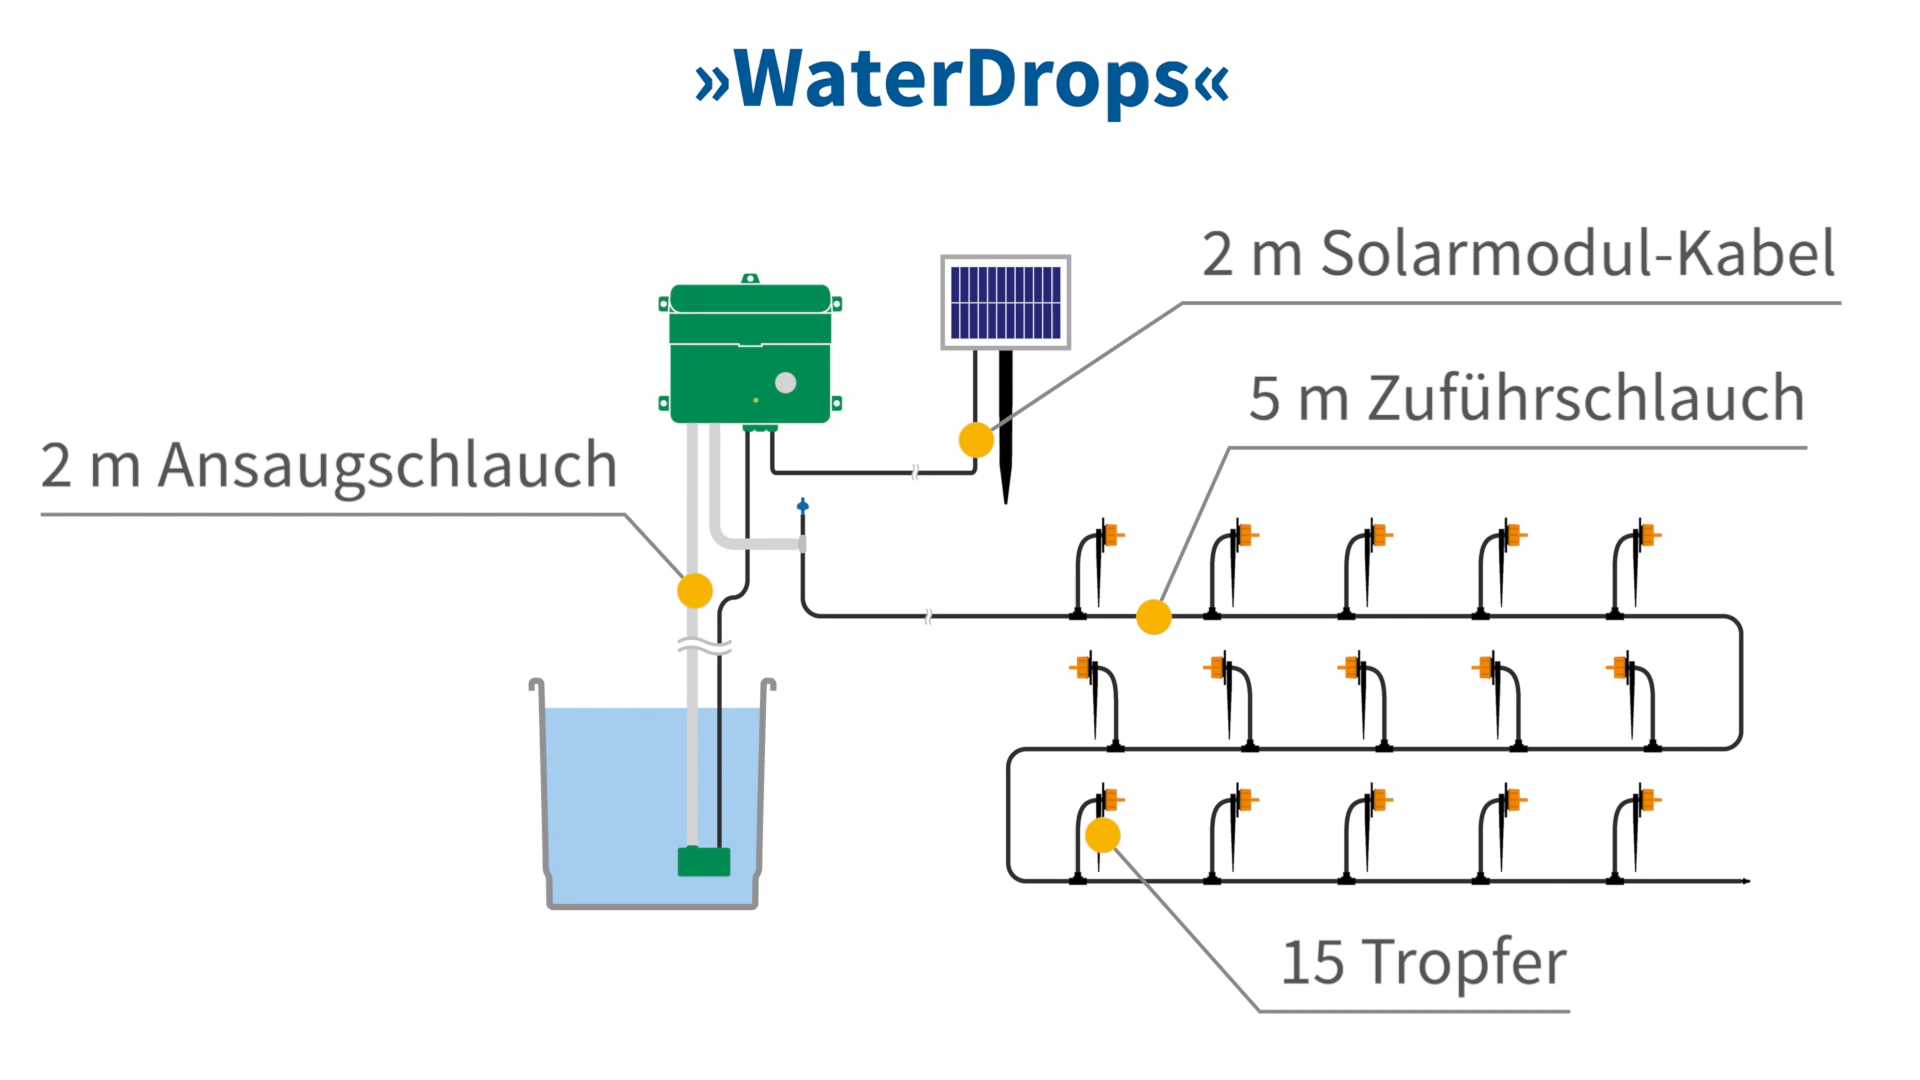 »WaterDrops«
2 m Solarmodul-Kabel
5 m Zuführschlauch
2 m Ansaugschlauch
15 Tropfer